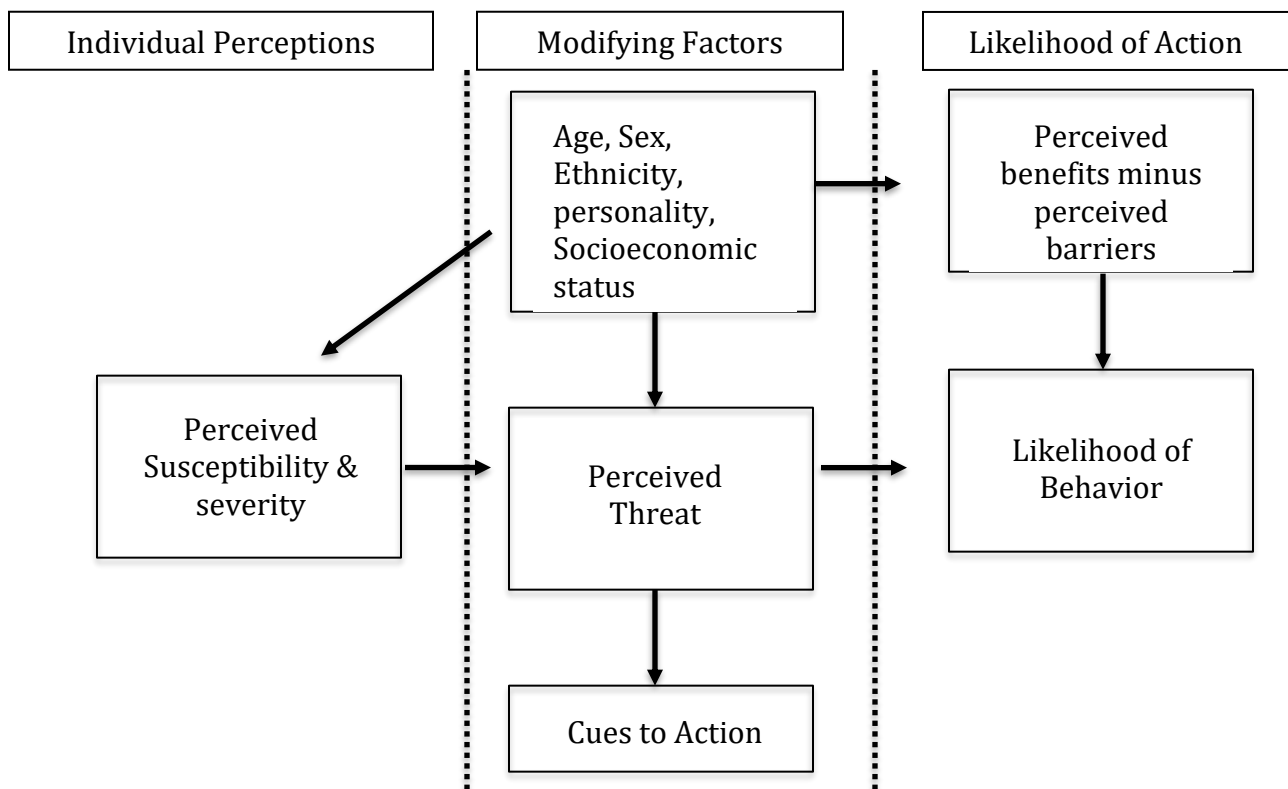 Individual Perceptions
Modifying Factors
Likelihood of Action
Age, Sex,
Ethnicity,
personality,
Socioeconomic
status
Perceived
benefits minus
perceived
barriers
Perceived
Susceptibility &
severity
Perceived
Threat
Likelihood of
Behavior
Cues to Action